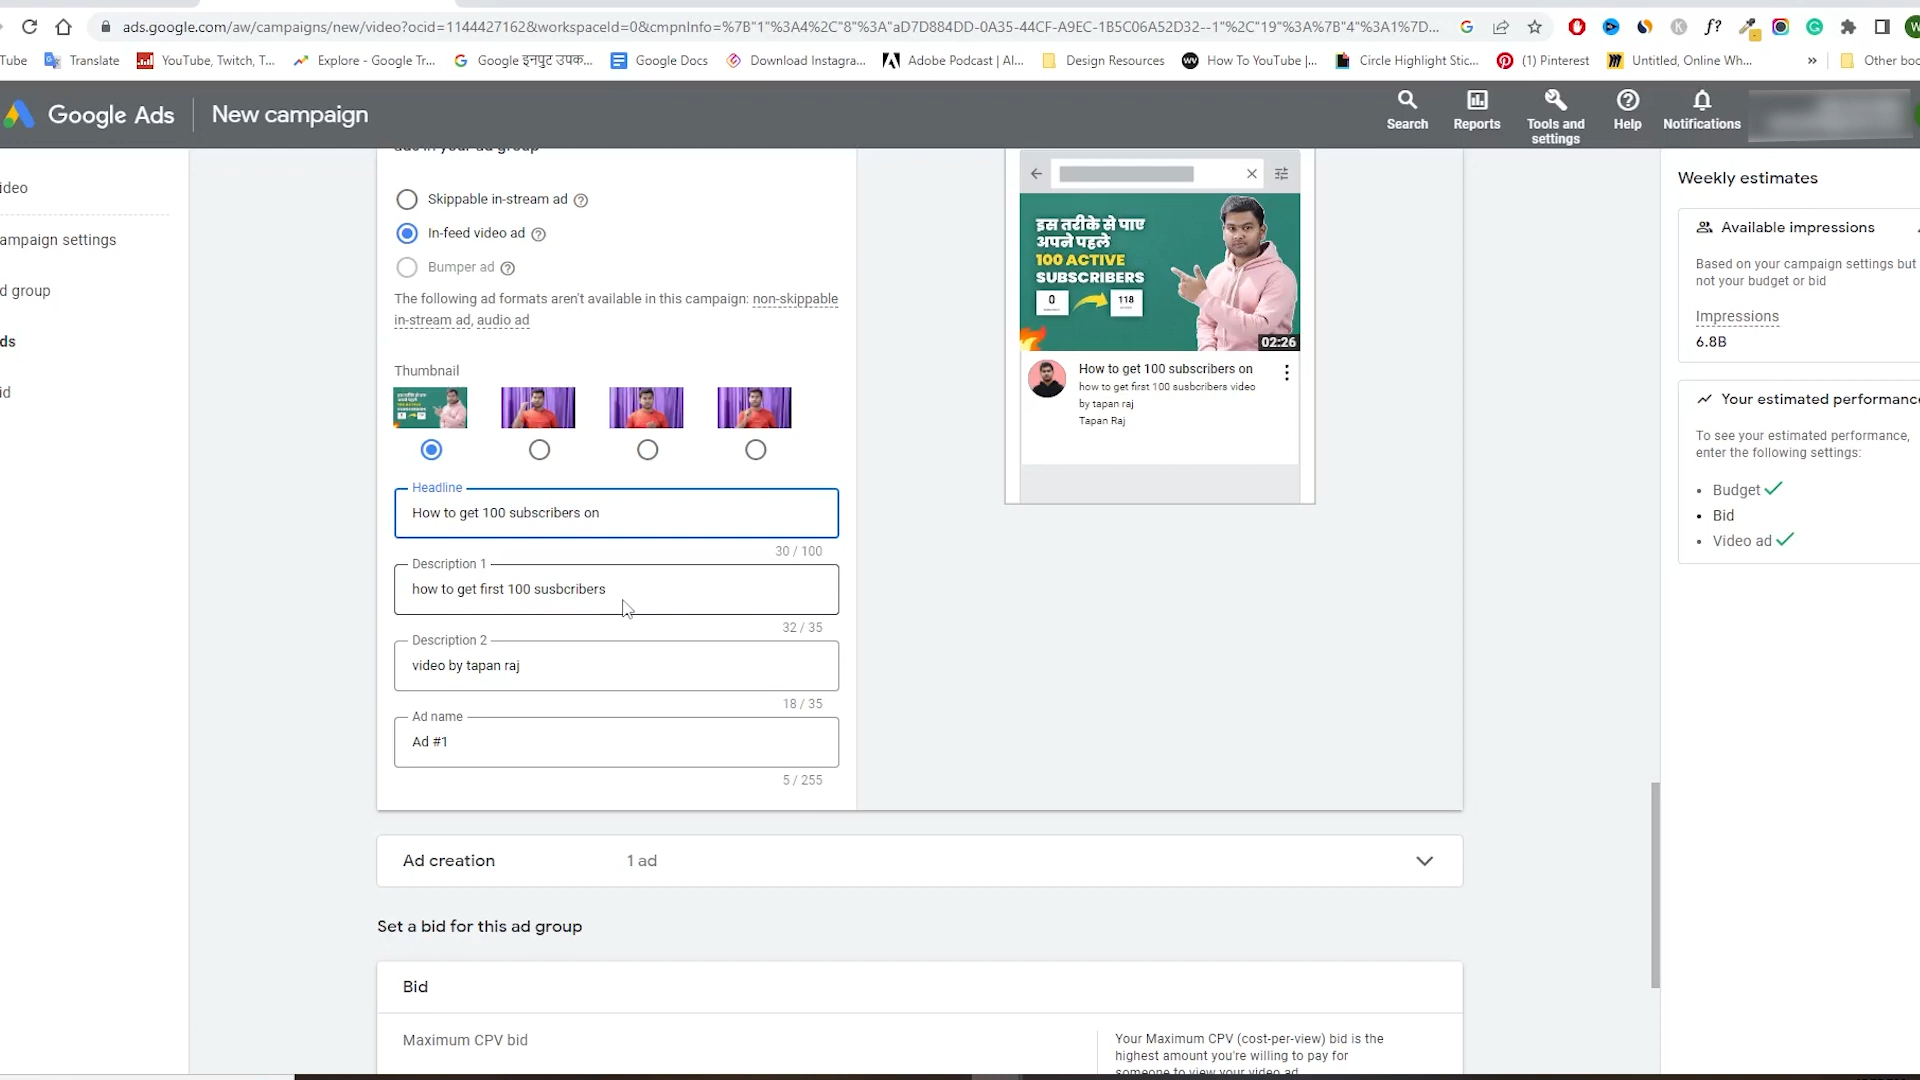 ads.google.com/aw/campaigns/new/video?ocid=1144427162&workspaceId=0&cmpnInfo=%7B"1"%3A4%2C"8"%3A"aD7D884DD-0A35-44CF-A9EC-1B5C06A52D32--1"%2C"19"%3A%7B"4"%3A1%7D...
Tube Translate YouTube, Twitch, T... Explore - Google Tr... Google इनपुट उपक... Google Docs Download Instagra... Adobe Podcast | AI... Design Resources How To YouTube |... Circle Highlight Stic... (1) Pinterest Untitled, Online Wh... » Other boo
Google Ads New campaign
Search Reports Tools and settings Help Notifications
ideo
ampaign settings
d group
ds
id
ads in your ad group
Skippable in-stream ad
In-feed video ad
Bumper ad
The following ad formats aren't available in this campaign: non-skippable
in-stream ad, audio ad
Thumbnail
Headline
How to get 100 subscribers on
30 / 100
Description 1
how to get first 100 susbcribers
32 / 35
Description 2
video by tapan raj
18 / 35
Ad name
Ad #1
5 / 255
इस तरीके से पाए
अपने पहले
100 ACTIVE
SUBSCRIBERS
0 118
02:26
How to get 100 subscribers on
how to get first 100 susbcribers video
by tapan raj
Tapan Raj
Ad creation 1 ad
Set a bid for this ad group
Bid
Maximum CPV bid
Your Maximum CPV (cost-per-view) bid is the
highest amount you're willing to pay for
someone to view your video ad
Weekly estimates
Available impressions
Based on your campaign settings but
not your budget or bid
Impressions
6.8B
Your estimated performance
To see your estimated performance,
enter the following settings:
• Budget
• Bid
• Video ad